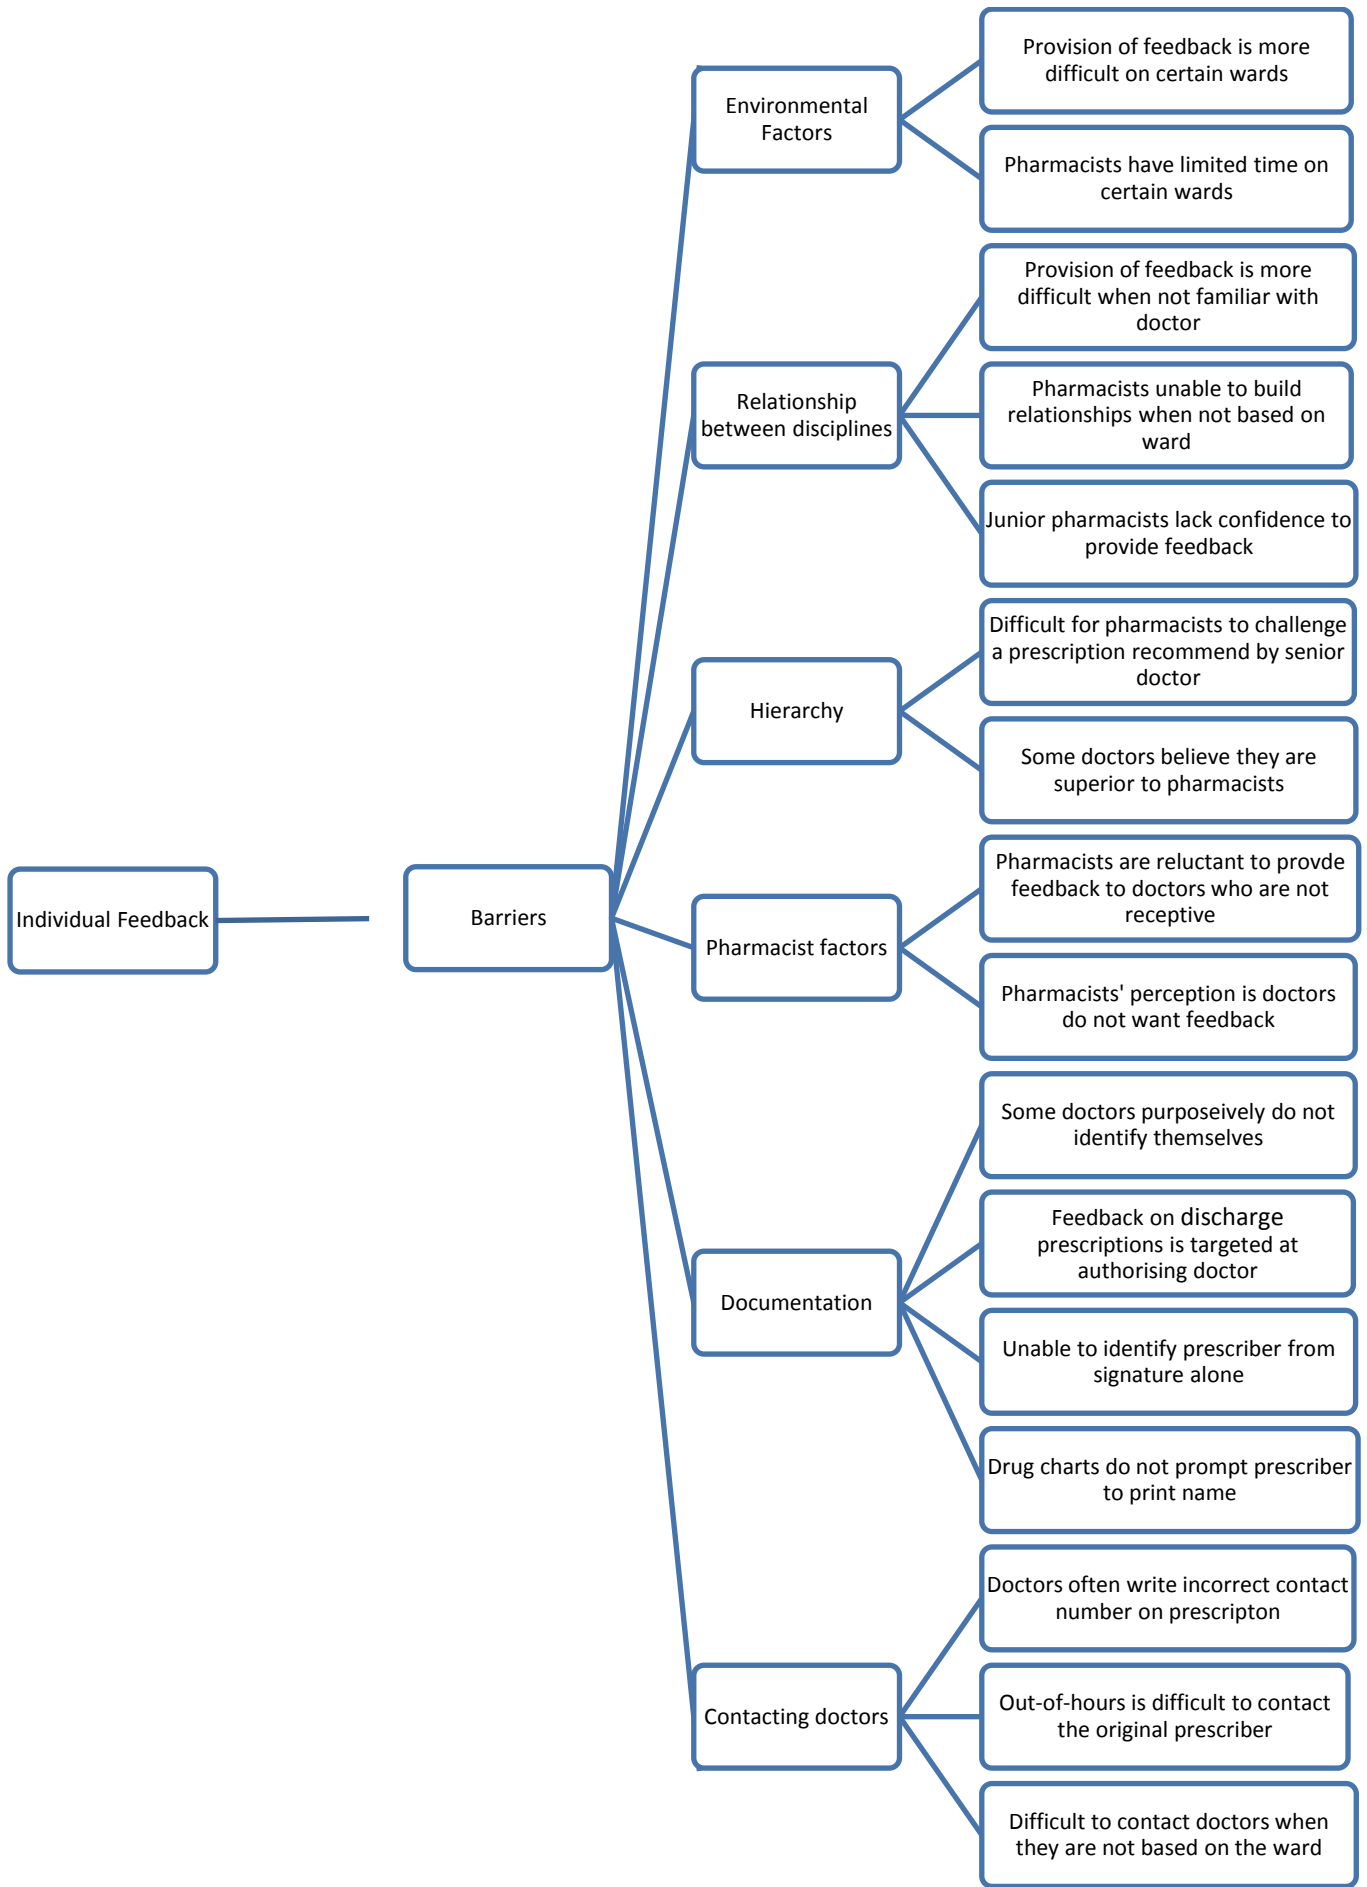 Individual Feedback
Barriers
Environmental
Factors
Provision of feedback is more
difficult on certain wards
Pharmacists have limited time on
certain wards
Relationship
between disciplines
Provision of feedback is more
difficult when not familiar with
doctor
Pharmacists unable to build
relationships when not based on
ward
Junior pharmacists lack confidence to
provide feedback
Hierarchy
Difficult for pharmacists to challenge
a prescription recommend by senior
doctor
Some doctors believe they are
superior to pharmacists
Pharmacist factors
Pharmacists are reluctant to provde
feedback to doctors who are not
receptive
Pharmacists' perception is doctors
do not want feedback
Documentation
Some doctors purposeively do not
identify themselves
Feedback on discharge
prescriptions is targeted at
authorising doctor
Unable to identify prescriber from
signature alone
Drug charts do not prompt prescriber
to print name
Contacting doctors
Doctors often write incorrect contact
number on prescripton
Out-of-hours is difficult to contact
the original prescriber
Difficult to contact doctors when
they are not based on the ward